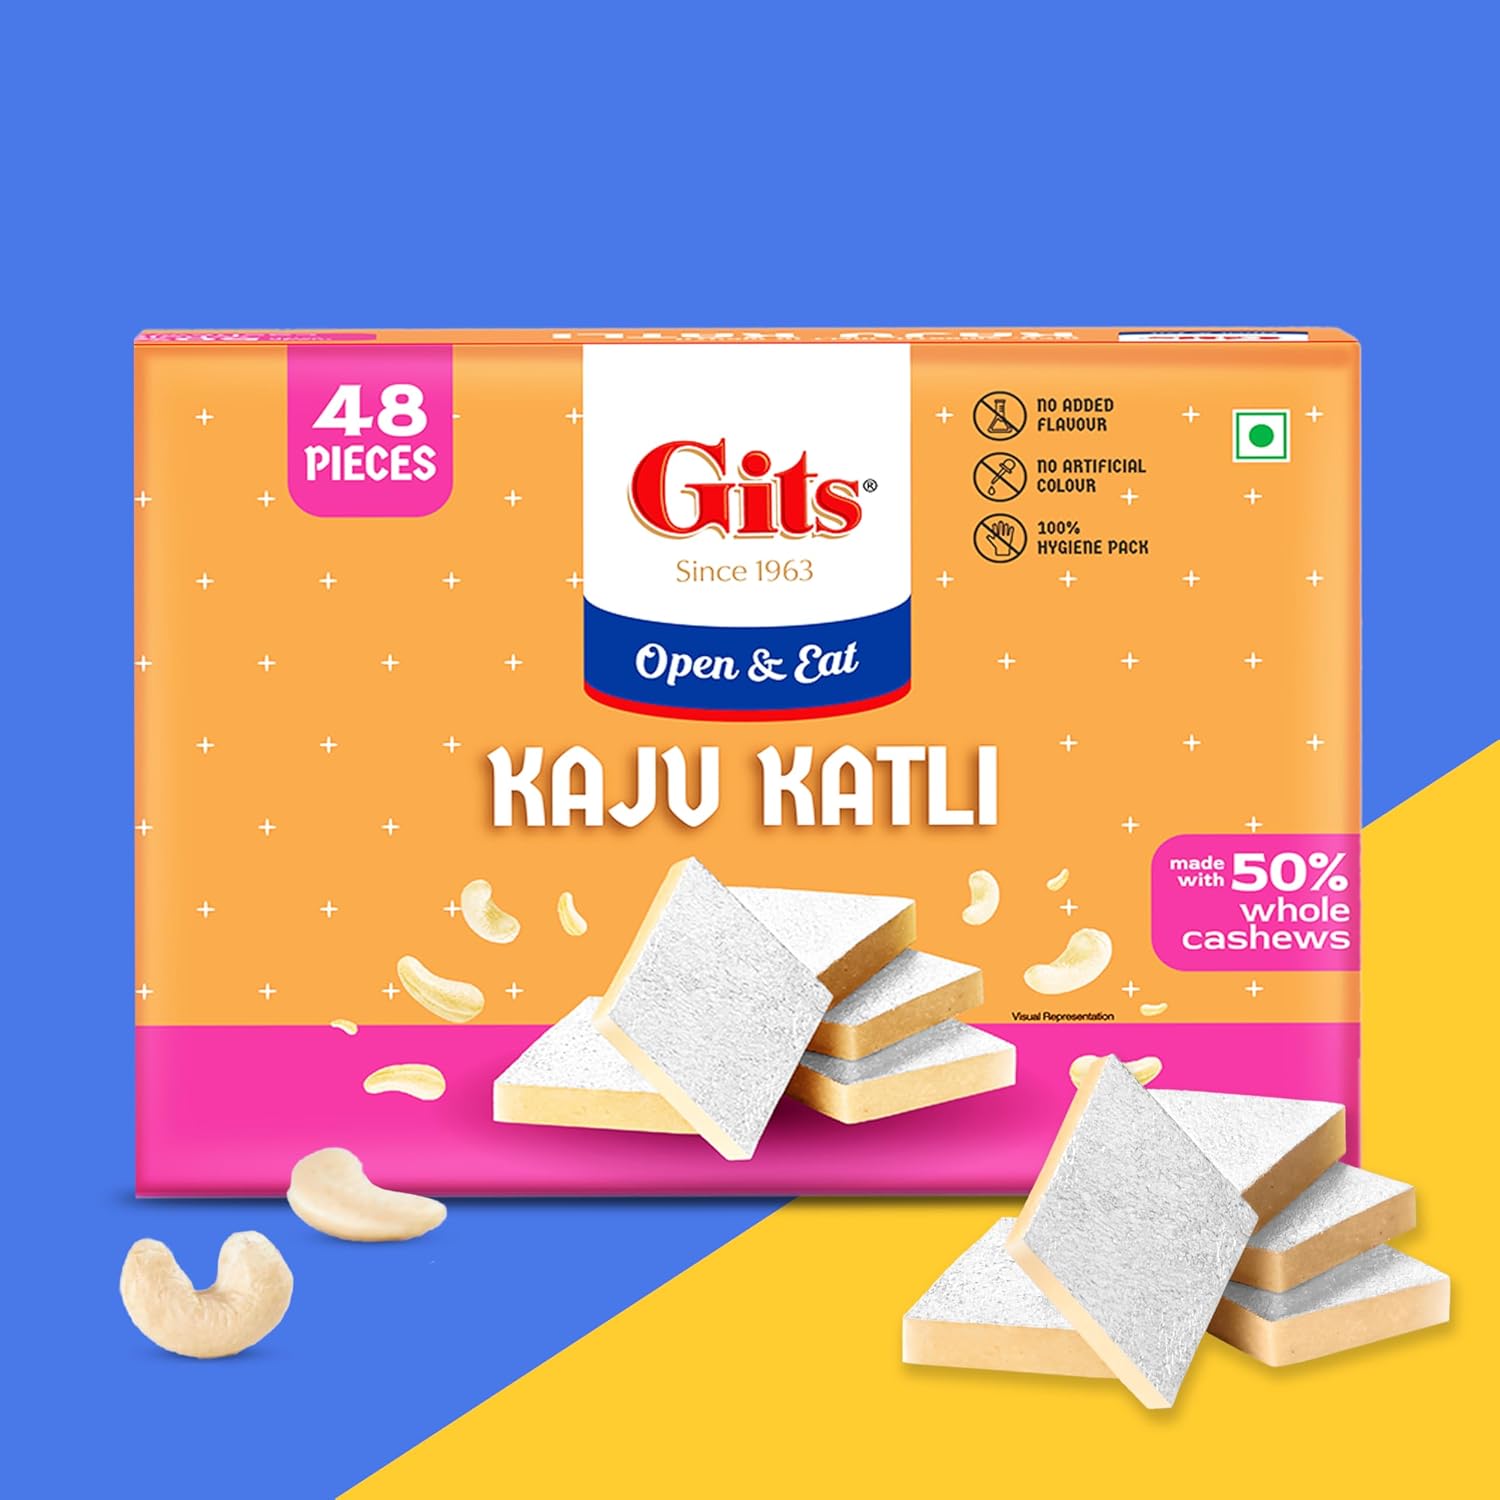 48
PIECES
Gits®
Since 1963
Open & Eat
NO ADDED
FLAVOUR
NO ARTIFICIAL
COLOUR
100%
HYGIENE PACK
KAJU KATLI
made
with 50%
whole
cashews
Visual Representation